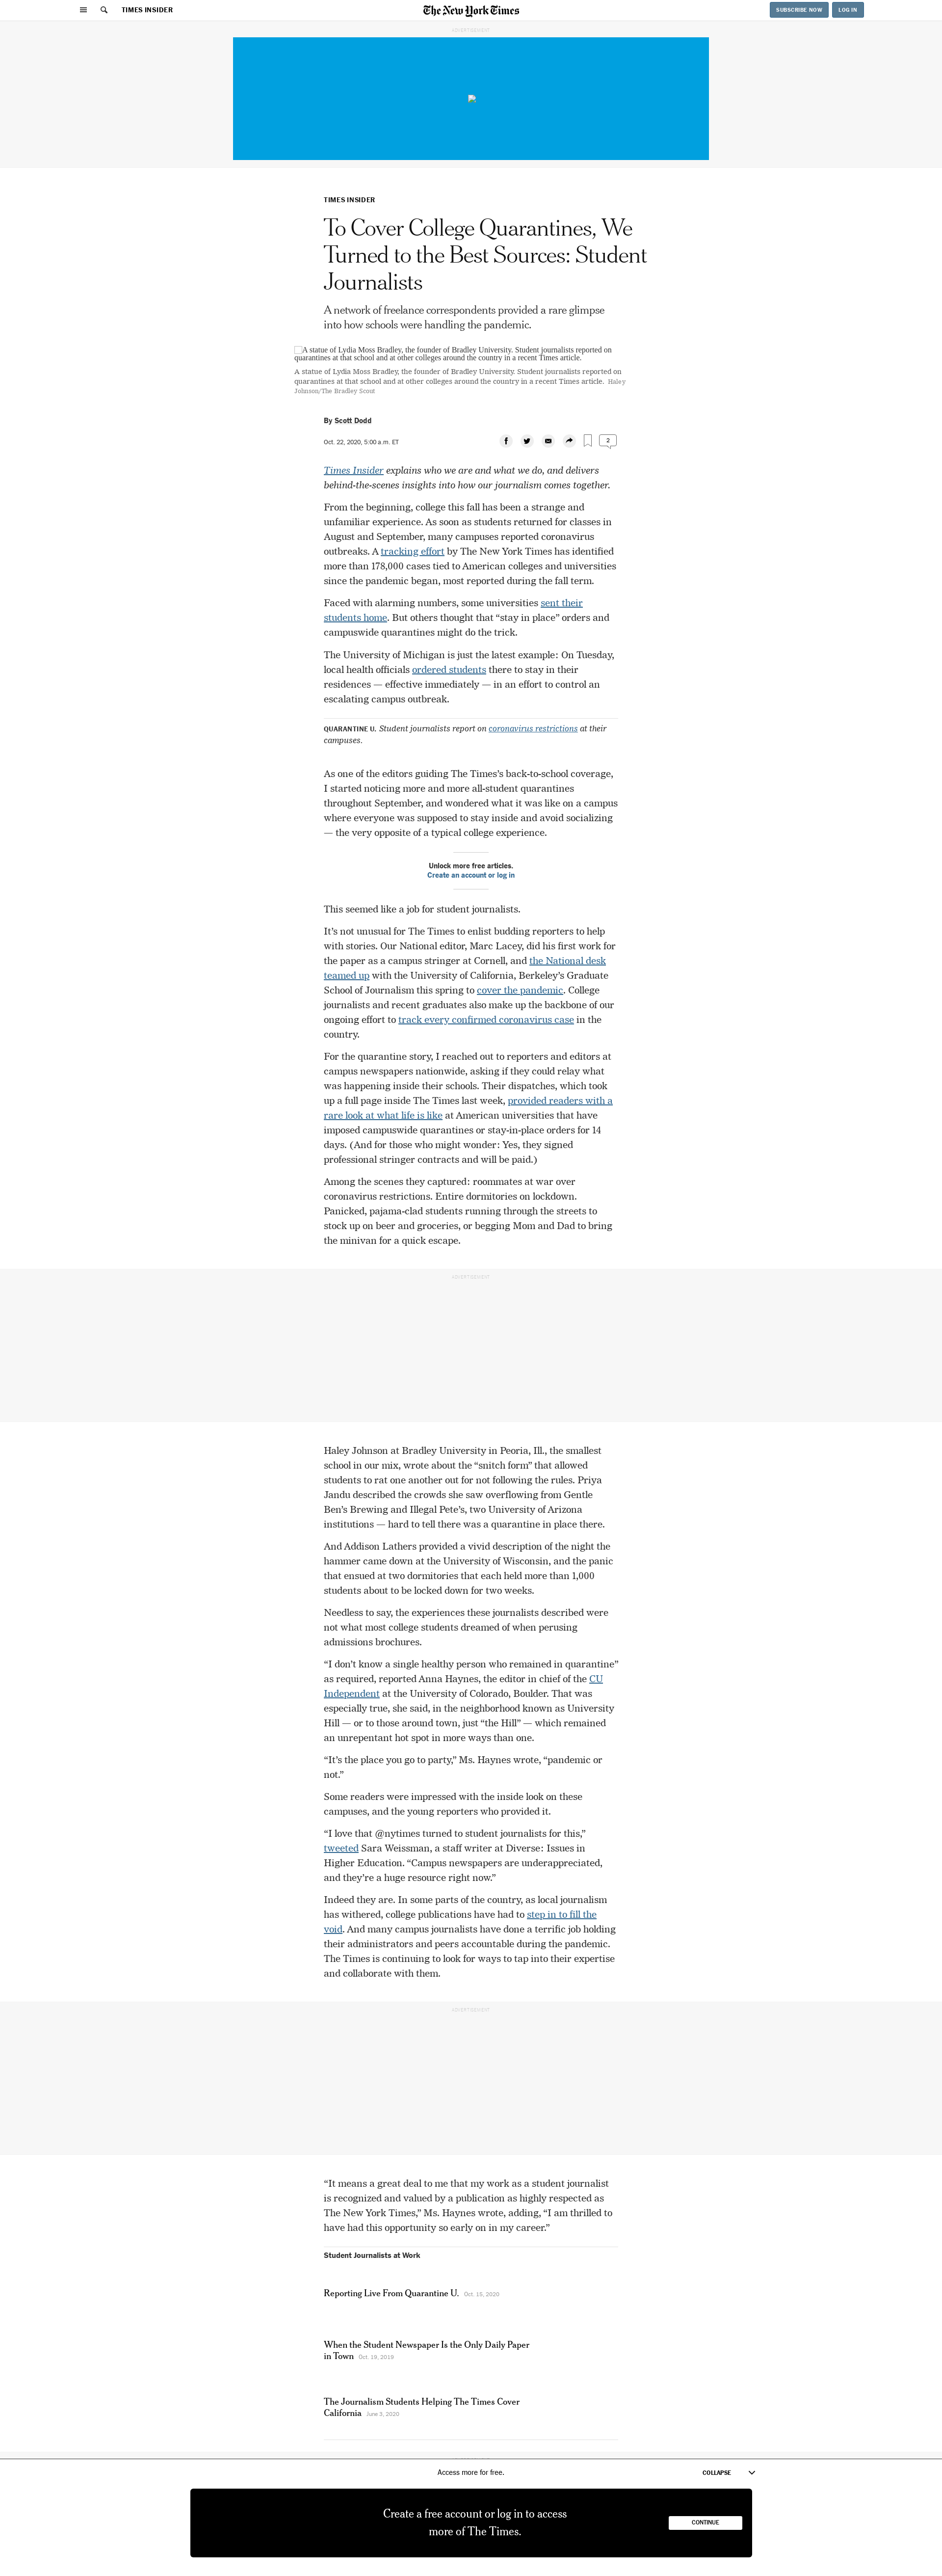 TIMES INSIDER
The New York Times
SUBSCRIBE NOW
LOG IN
ADVERTISEMENT
TIMES INSIDER
To Cover College Quarantines, We
Turned to the Best Sources: Student
Journalists
A network of freelance correspondents provided a rare glimpse
into how schools were handling the pandemic.
A statue of Lydia Moss Bradley, the founder of Bradley University. Student journalists reported on
quarantines at that school and at other colleges around the country in a recent Times article.
A statue of Lydia Moss Bradley, the founder of Bradley University. Student journalists reported on
quarantines at that school and at other colleges around the country in a recent Times article. Haley
Johnson/The Bradley Scout
By Scott Dodd
Oct. 22, 2020, 5:00 a.m. ET
2
Times Insider explains who we are and what we do, and delivers
behind-the-scenes insights into how our journalism comes together.
From the beginning, college this fall has been a strange and
unfamiliar experience. As soon as students returned for classes in
August and September, many campuses reported coronavirus
outbreaks. A tracking effort by The New York Times has identified
more than 178,000 cases tied to American colleges and universities
since the pandemic began, most reported during the fall term.
Faced with alarming numbers, some universities sent their
students home. But others thought that “stay in place” orders and
campuswide quarantines might do the trick.
The University of Michigan is just the latest example: On Tuesday,
local health officials ordered students there to stay in their
residences — effective immediately — in an effort to control an
escalating campus outbreak.
QUARANTINE U. Student journalists report on coronavirus restrictions at their
campuses.
As one of the editors guiding The Times’s back-to-school coverage,
I started noticing more and more all-student quarantines
throughout September, and wondered what it was like on a campus
where everyone was supposed to stay inside and avoid socializing
— the very opposite of a typical college experience.
Unlock more free articles.
Create an account or log in
This seemed like a job for student journalists.
It’s not unusual for The Times to enlist budding reporters to help
with stories. Our National editor, Marc Lacey, did his first work for
the paper as a campus stringer at Cornell, and the National desk
teamed up with the University of California, Berkeley’s Graduate
School of Journalism this spring to cover the pandemic. College
journalists and recent graduates also make up the backbone of our
ongoing effort to track every confirmed coronavirus case in the
country.
For the quarantine story, I reached out to reporters and editors at
campus newspapers nationwide, asking if they could relay what
was happening inside their schools. Their dispatches, which took
up a full page inside The Times last week, provided readers with a
rare look at what life is like at American universities that have
imposed campuswide quarantines or stay-in-place orders for 14
days. (And for those who might wonder: Yes, they signed
professional stringer contracts and will be paid.)
Among the scenes they captured: roommates at war over
coronavirus restrictions. Entire dormitories on lockdown.
Panicked, pajama-clad students running through the streets to
stock up on beer and groceries, or begging Mom and Dad to bring
the minivan for a quick escape.
ADVERTISEMENT
Haley Johnson at Bradley University in Peoria, Ill., the smallest
school in our mix, wrote about the “snitch form” that allowed
students to rat one another out for not following the rules. Priya
Jandu described the crowds she saw overflowing from Gentle
Ben’s Brewing and Illegal Pete’s, two University of Arizona
institutions — hard to tell there was a quarantine in place there.
And Addison Lathers provided a vivid description of the night the
hammer came down at the University of Wisconsin, and the panic
that ensued at two dormitories that each held more than 1,000
students about to be locked down for two weeks.
Needless to say, the experiences these journalists described were
not what most college students dreamed of when perusing
admissions brochures.
“I don’t know a single healthy person who remained in quarantine”
as required, reported Anna Haynes, the editor in chief of the CU
Independent at the University of Colorado, Boulder. That was
especially true, she said, in the neighborhood known as University
Hill — or to those around town, just “the Hill” — which remained
an unrepentant hot spot in more ways than one.
“It’s the place you go to party,” Ms. Haynes wrote, “pandemic or
not.”
Some readers were impressed with the inside look on these
campuses, and the young reporters who provided it.
“I love that @nytimes turned to student journalists for this,”
tweeted Sara Weissman, a staff writer at Diverse: Issues in
Higher Education. “Campus newspapers are underappreciated,
and they’re a huge resource right now.”
Indeed they are. In some parts of the country, as local journalism
has withered, college publications have had to step in to fill the
void. And many campus journalists have done a terrific job holding
their administrators and peers accountable during the pandemic.
The Times is continuing to look for ways to tap into their expertise
and collaborate with them.
ADVERTISEMENT
“It means a great deal to me that my work as a student journalist
is recognized and valued by a publication as highly respected as
The New York Times,” Ms. Haynes wrote, adding, “I am thrilled to
have had this opportunity so early on in my career.”
Student Journalists at Work
Reporting Live From Quarantine U. Oct. 15, 2020
When the Student Newspaper Is the Only Daily Paper
in Town Oct. 19, 2019
The Journalism Students Helping The Times Cover
California June 3, 2020
Access more for free.
COLLAPSE
Create a free account or log in to access
more of The Times.
CONTINUE